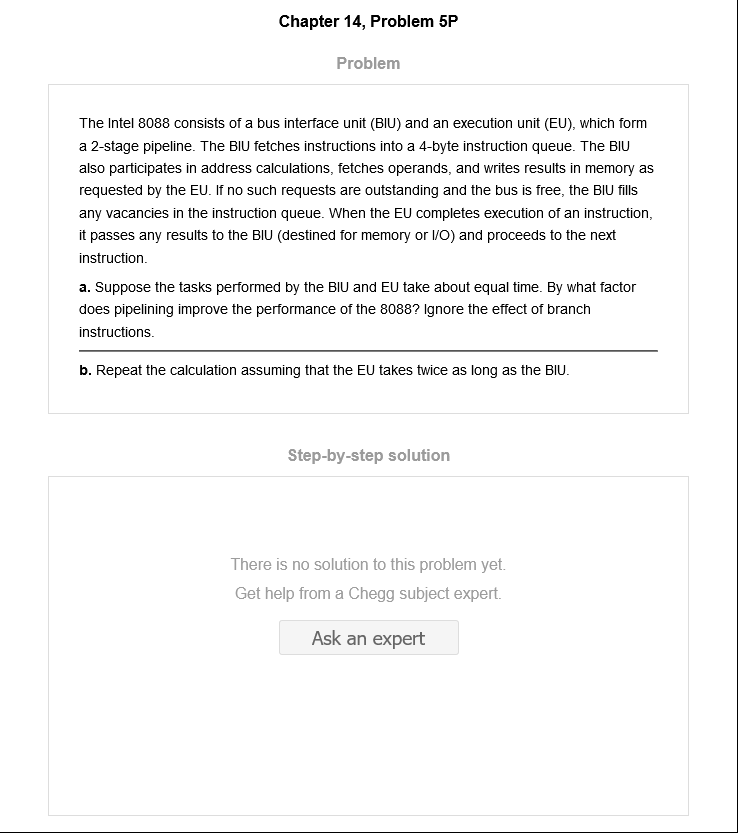 Chapter 14, Problem 5P
Problem
The Intel 8088 consists of a bus interface unit (BIU) and an execution unit (EU), which form
a 2-stage pipeline. The BIU fetches instructions into a 4-byte instruction queue. The BIU
also participates in address calculations, fetches operands, and writes results in memory as
requested by the EU. If no such requests are outstanding and the bus is free, the BIU fills
any vacancies in the instruction queue. When the EU completes execution of an instruction,
it passes any results to the BIU (destined for memory or I/O) and proceeds to the next
instruction.
a. Suppose the tasks performed by the BIU and EU take about equal time. By what factor
does pipelining improve the performance of the 8088? Ignore the effect of branch
instructions.
b. Repeat the calculation assuming that the EU takes twice as long as the BIU.
Step-by-step solution
There is no solution to this problem yet.
Get help from a Chegg subject expert.
Ask an expert